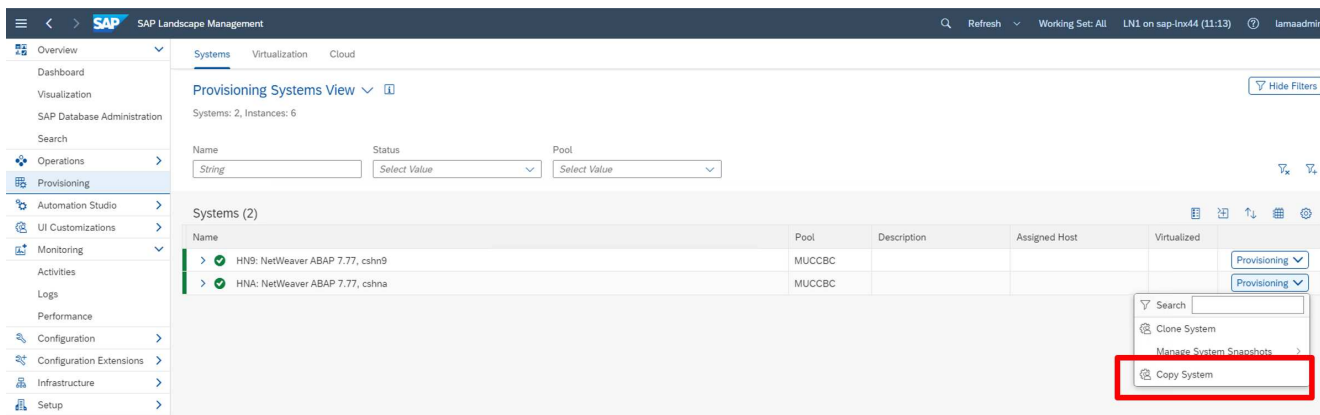 SAP SAP Landscape Management Refresh Working Set: All LN1 on sap-lnx44 (11:13) lamaadmin
Overview
Dashboard
Visualization
SAP Database Administration
Search
Operations
Provisioning
Automation Studio
UI Customizations
Monitoring
Activities
Logs
Performance
Configuration
Configuration Extensions
Infrastructure
Setup
Systems Virtualization Cloud
Provisioning Systems View
Hide Filters
Systems: 2, Instances: 6
Name Status Pool
String Select Value Select Value
Systems (2)
Name Pool Description Assigned Host Virtualized
HN9: NetWeaver ABAP 7.77, cshn9 MUCCBC Provisioning
HNA: NetWeaver ABAP 7.77, cshna MUCCBC Provisioning
Search
Clone System
Manage System Snapshots
Copy System